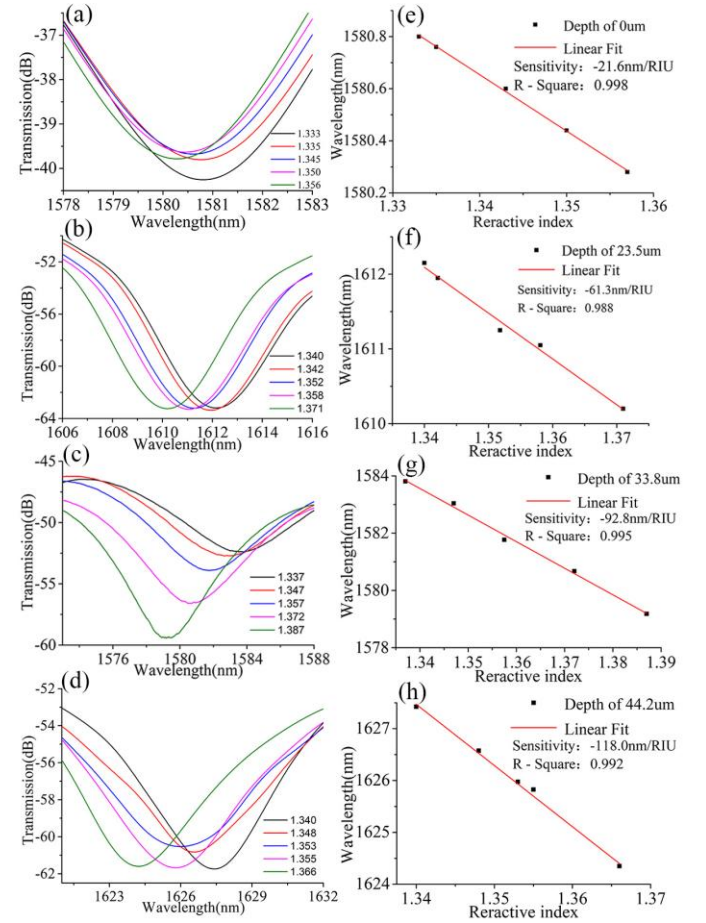 (a)
-37
-38
-39
-40
Transmission(dB)
1.333
1.335
1.345
1.350
1.356
1578 1579 1580 1581 1582 1583
Wavelength(nm)
(e)
1580.8
1580.6
1580.4
1580.2
Wavelength(nm)
Depth of 0um
Linear Fit
Sensitivity: -21.6nm/RIU
R - Square: 0.998
1.33 1.34 1.35 1.36
Reractive index
(b)
-52
-56
-60
-64
Transmission(dB)
1.340
1.342
1.352
1.358
1.371
1606 1608 1610 1612 1614 1616
Wavelength(nm)
(f)
1612
1611
1610
Wavelength(nm)
Depth of 23.5um
Linear Fit
Sensitivity: -61.3nm/RIU
R - Square: 0.988
1.34 1.35 1.36 1.37
Reractive index
(c)
-45
-50
-55
-60
Transmission(dB)
1.337
1.347
1.357
1.372
1.387
1576 1580 1584 1588
Wavelength(nm)
(g)
1584
1582
1580
1578
Wavelength(nm)
Depth of 33.8um
Linear Fit
Sensitivity: -92.8nm/RIU
R - Square: 0.995
1.34 1.35 1.36 1.37 1.38 1.39
Reractive index
(d)
-52
-54
-56
-58
-60
-62
Transmission(dB)
1.340
1.348
1.353
1.355
1.366
1623 1626 1629 1632
Wavelength(nm)
(h)
1627
1626
1625
1624
Wavelength(nm)
Depth of 44.2um
Linear Fit
Sensitivity: -118.0nm/RIU
R - Square: 0.992
1.34 1.35 1.36 1.37
Reractive index